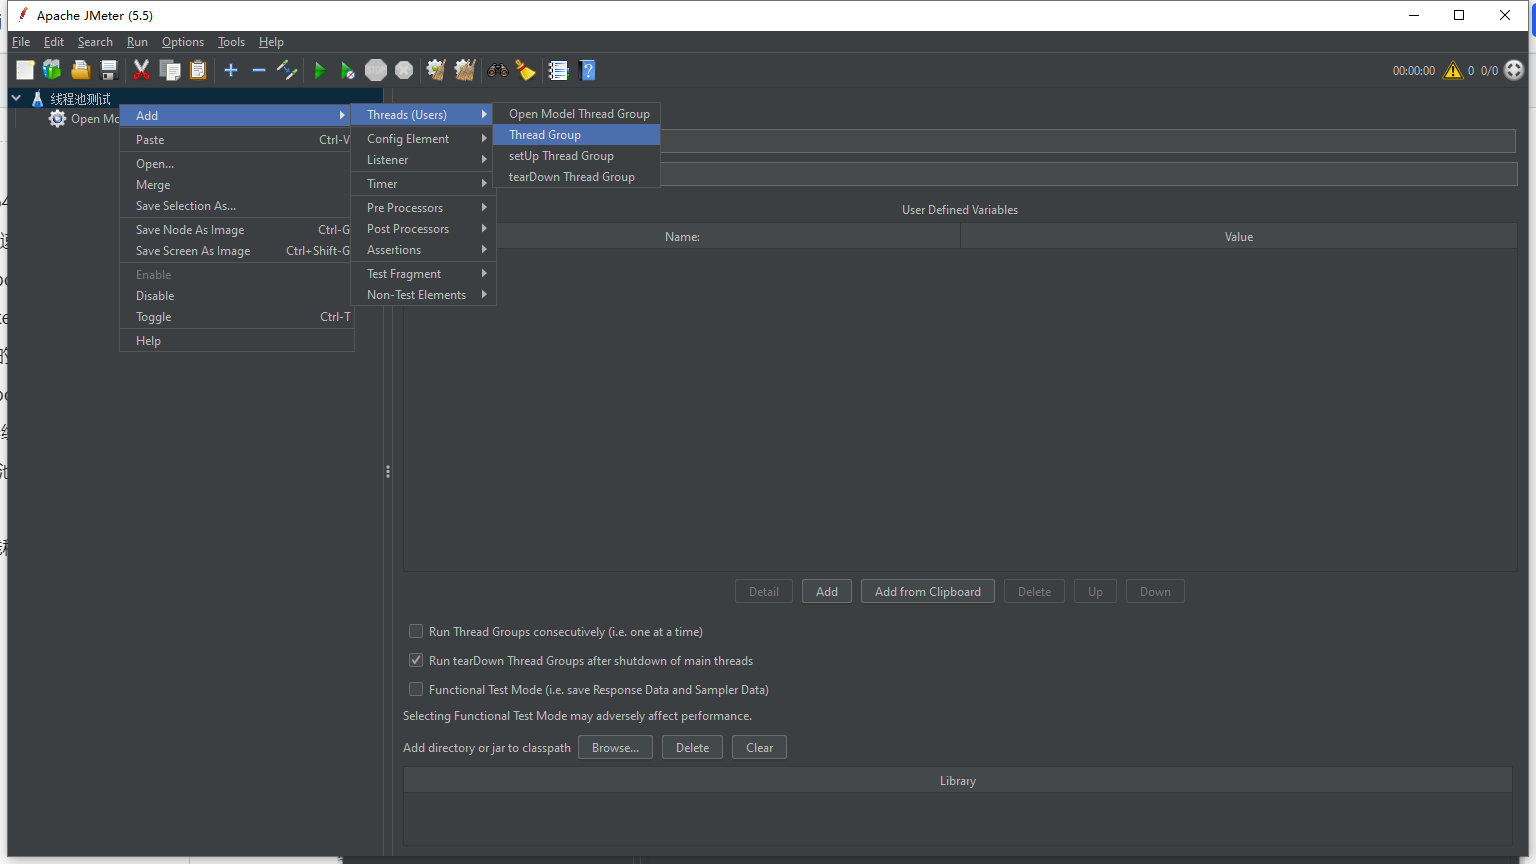 Apache JMeter (5.5)
File Edit Search Run Options Tools Help
00:00:00 0 0/0
线程池测试
Open Mo
Add
Paste Ctrl-V
Open...
Merge
Save Selection As...
Save Node As Image Ctrl-G
Save Screen As Image Ctrl+Shift-G
Enable
Disable
Toggle Ctrl-T
Help
Threads (Users)
Config Element
Listener
Timer
Pre Processors
Post Processors
Assertions
Test Fragment
Non-Test Elements
Open Model Thread Group
Thread Group
setUp Thread Group
tearDown Thread Group
User Defined Variables
Name: Value
Detail Add Add from Clipboard Delete Up Down
Run Thread Groups consecutively (i.e. one at a time)
Run tearDown Thread Groups after shutdown of main threads
Functional Test Mode (i.e. save Response Data and Sampler Data)
Selecting Functional Test Mode may adversely affect performance.
Add directory or jar to classpath Browse... Delete Clear
Library